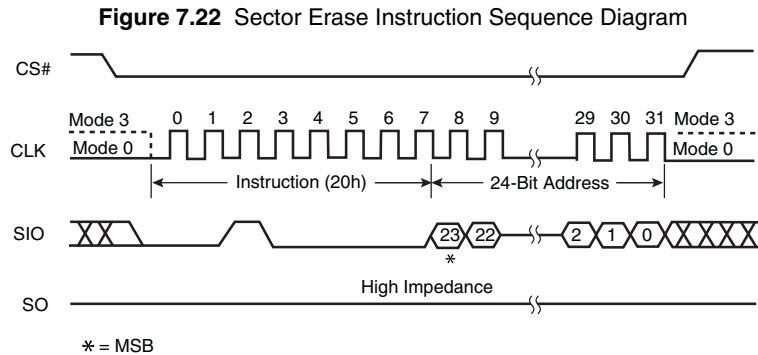 Figure 7.22 Sector Erase Instruction Sequence Diagram
CS#
Mode 3 0 1 2 3 4 5 6 7 8 9 29 30 31 Mode 3
CLK Mode 0 Mode 0
Instruction (20h) 24-Bit Address
SIO 23 22 2 1 0
*
High Impedance
SO
* = MSB